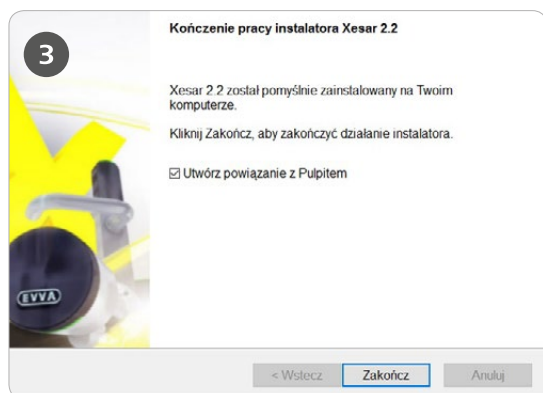 3
Kończenie pracy instalatora Xesar 2.2
Xesar 2.2 został pomyślnie zainstalowany na Twoim
komputerze.
Kliknij Zakończ, aby zakończyć działanie instalatora.
Utwórz powiązanie z Pulpitem
EVVA
< Wstecz
Zakończ
Anuluj